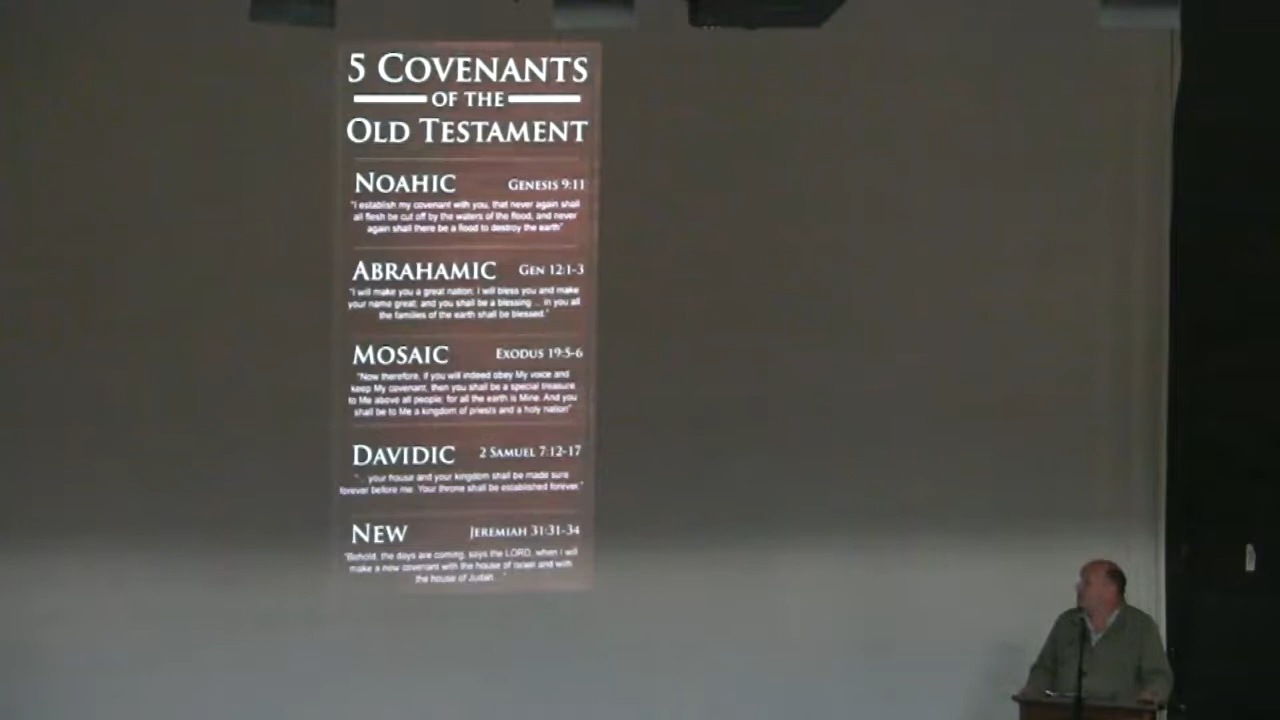 5 COVENANTS
OF THE
OLD TESTAMENT
NOAHIC GENESIS 9:11
"I establish my covenant with you, that never again shall
all flesh be cut off by the waters of the flood, and never
again shall there be a flood to destroy the earth"
ABRAHAMIC GEN 12:1-3
"I will make you a great nation; I will bless you and make
your name great; and you shall be a blessing ... in you all
the families of the earth shall be blessed."
MOSAIC EXODUS 19:5-6
"Now therefore, if you will indeed obey My voice and
keep My covenant, then you shall be a special treasure
to Me above all people; for all the earth is Mine. And you
shall be to Me a kingdom of priests and a holy nation"
DAVIDIC 2 SAMUEL 7:12-17
"... your house and your kingdom shall be made sure
forever before me. Your throne shall be established forever."
NEW JEREMIAH 31:31-34
"Behold, the days are coming, says the LORD, when I will
make a new covenant with the house of Israel and with
the house of Judah ..."